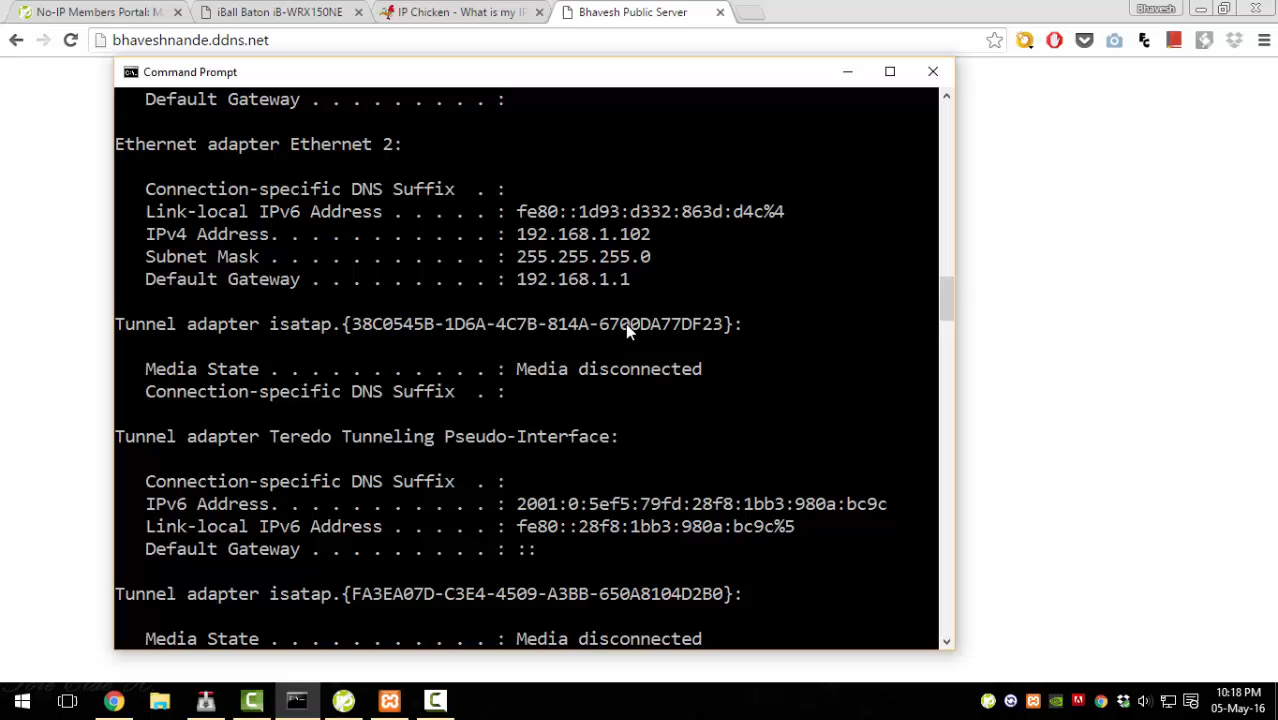 No-IP Members Portal: M
iBall Baton iB-WRX150NE
IP Chicken - What is my IP
Bhavesh Public Server
Bhavesh
bhaveshnande.ddns.net
Command Prompt
Default Gateway . . . . . . . . . :
Ethernet adapter Ethernet 2:
Connection-specific DNS Suffix . :
Link-local IPv6 Address . . . . . : fe80::1d93:d332:863d:d4c%4
IPv4 Address. . . . . . . . . . . : 192.168.1.102
Subnet Mask . . . . . . . . . . . : 255.255.255.0
Default Gateway . . . . . . . . . : 192.168.1.1
Tunnel adapter isatap.{38C0545B-1D6A-4C7B-814A-6700DA77DF23}:
Media State . . . . . . . . . . . : Media disconnected
Connection-specific DNS Suffix . :
Tunnel adapter Teredo Tunneling Pseudo-Interface:
Connection-specific DNS Suffix . :
IPv6 Address. . . . . . . . . . . : 2001:0:5ef5:79fd:28f8:1bb3:980a:bc9c
Link-local IPv6 Address . . . . . : fe80::28f8:1bb3:980a:bc9c%5
Default Gateway . . . . . . . . . : ::
Tunnel adapter isatap.{FA3EA07D-C3E4-4509-A3BB-650A8104D2B0}:
Media State . . . . . . . . . . . : Media disconnected
10:18 PM
05-May-16